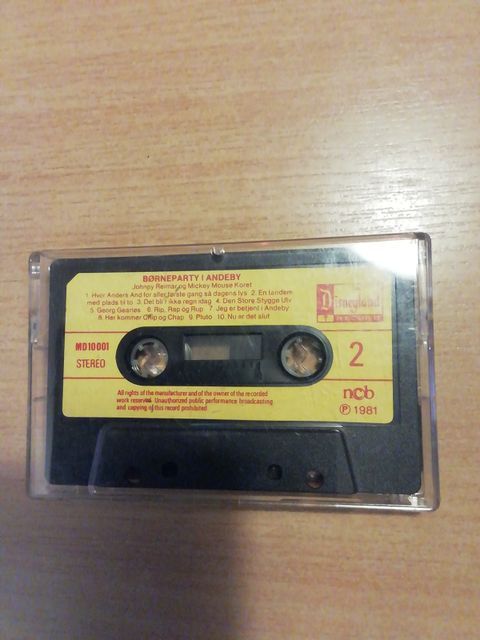 BØRNEPARTY I ANDEBY
Johnny Reimar og Mickey Mouse Koret
1. Hvor Anders And for aller første gang så dagens lys 2. En tandem
med plads til to 3. Det bli'r ikke regn idag 4. Den Store Stygge Ulv
5. Georg Gearløs 6. Rip, Rap og Rup 7. Jeg er betjent i Andeby
8. Her kommer Chip og Chap 9. Pluto 10. Nu er det slut
Disneyland
RECORD
MD10001
STEREO
2
All rights of the manufacturer and of the owner of the recorded
work reserved. Unauthorized public performance broadcasting
and copying of this record prohibited
ncb
Ⓟ 1981